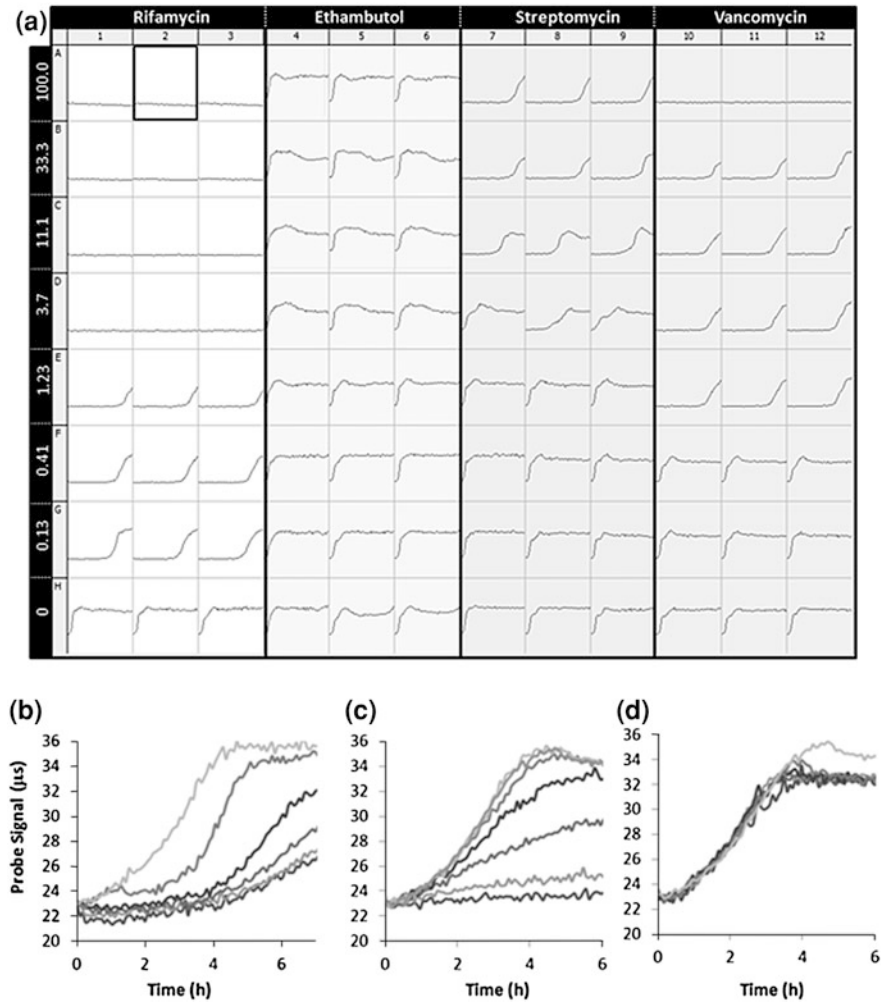 (a)
Rifamycin Ethambutol Streptomycin Vancomycin
1 2 3 4 5 6 7 8 9 10 11 12
A
100.0
B
33.3
C
11.1
D
3.7
E
1.23
F
0.41
G
0.13
H
0
(b) (c) (d)
Probe Signal (µs)
36 34 32 30 28 26 24 22 20
0 2 4 6
Time (h)
36 34 32 30 28 26 24 22 20
0 2 4 6
Time (h)
36 34 32 30 28 26 24 22 20
0 2 4 6
Time (h)